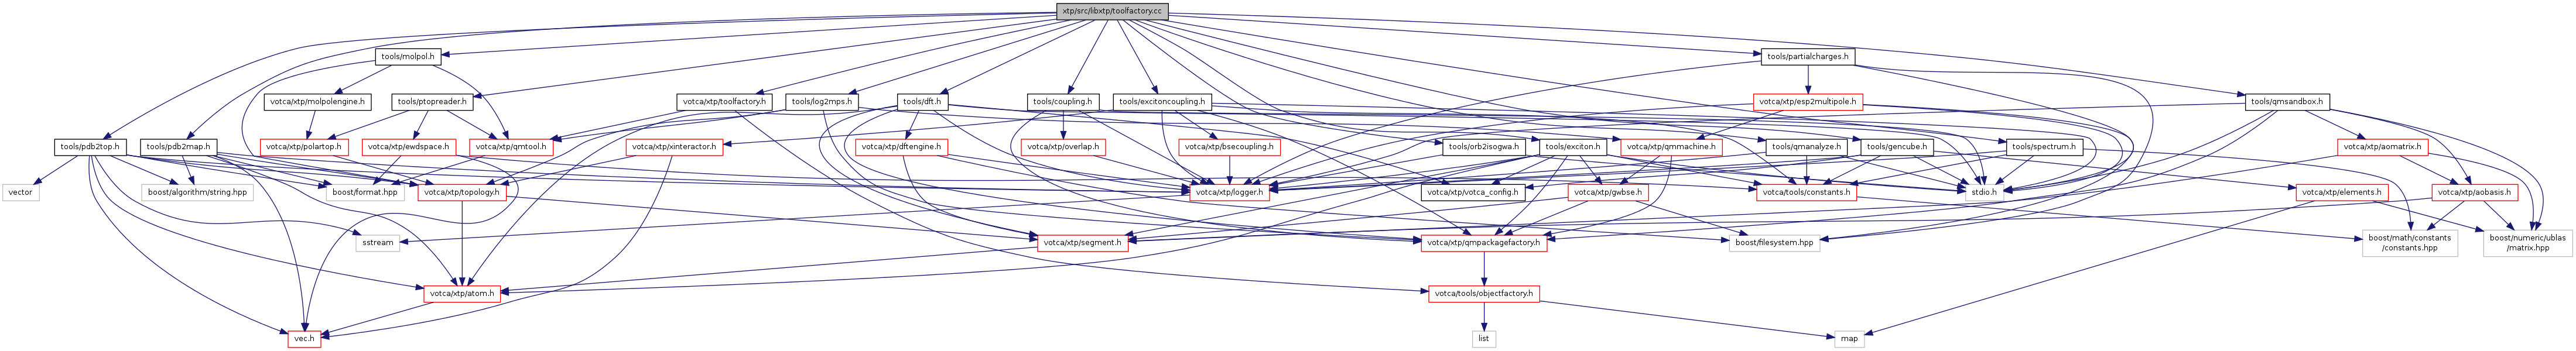 xtp/src/libxtp/toolfactory.cc
tools/molpol.h
tools/partialcharges.h
votca/xtp/molpolengine.h
tools/ptopreader.h
votca/xtp/toolfactory.h
tools/log2mps.h
tools/dft.h
tools/coupling.h
tools/excitoncoupling.h
votca/xtp/esp2multipole.h
tools/qmsandbox.h
tools/pdb2top.h
tools/pdb2map.h
votca/xtp/polartop.h
votca/xtp/ewdspace.h
votca/xtp/qmtool.h
votca/xtp/xinteractor.h
votca/xtp/dftengine.h
votca/xtp/overlap.h
votca/xtp/bsecoupling.h
tools/orb2isogwa.h
tools/exciton.h
votca/xtp/qmmachine.h
tools/qmanalyze.h
tools/gencube.h
tools/spectrum.h
votca/xtp/aomatrix.h
vector
boost/algorithm/string.hpp
boost/format.hpp
votca/xtp/topology.h
votca/xtp/logger.h
votca/xtp/votca_config.h
votca/xtp/gwbse.h
votca/tools/constants.h
stdio.h
votca/xtp/elements.h
votca/xtp/aobasis.h
sstream
votca/xtp/segment.h
votca/xtp/qmpackagefactory.h
boost/filesystem.hpp
boost/math/constants
/constants.hpp
boost/numeric/ublas
/matrix.hpp
votca/xtp/atom.h
votca/tools/objectfactory.h
vec.h
list
map